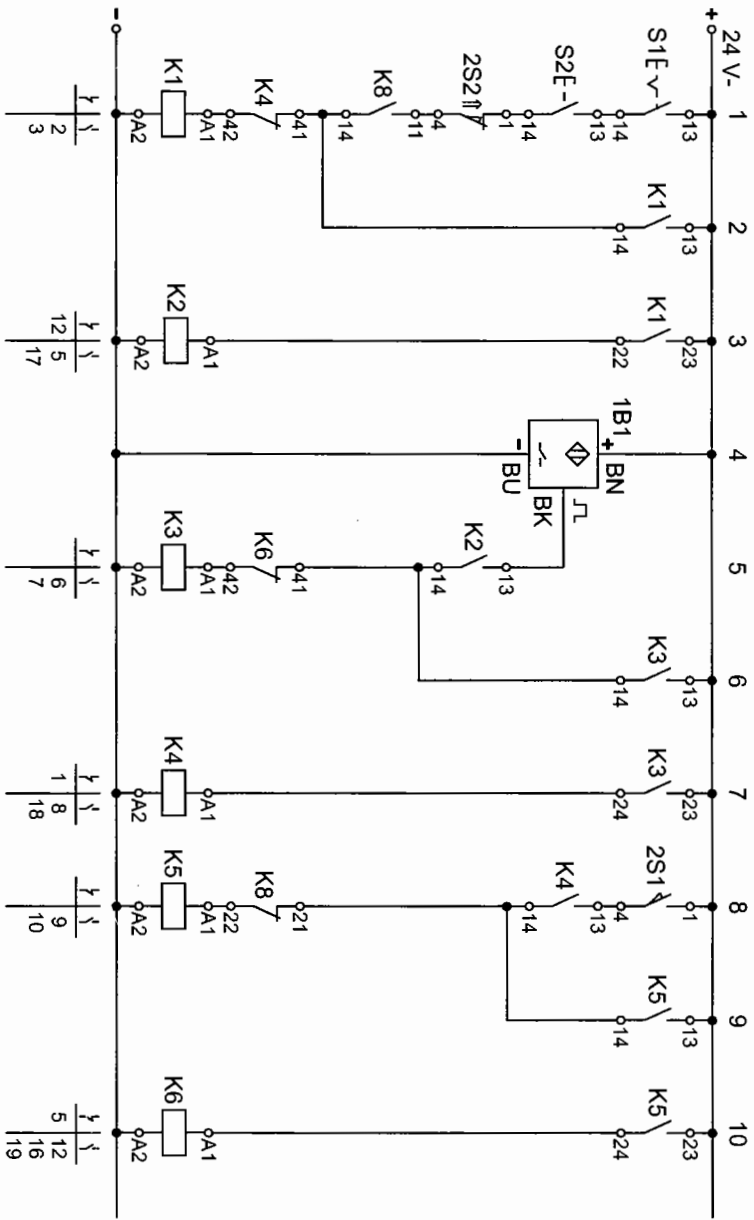 24 V-
1 2 3 4 5 6 7 8 9 10
+
13 13 23 13 23 1 13 23
S1E K1 K1 1B1 K3 K3 2S1 K5 K5
14 14 22 + BN 14 24 4 14 24
13 13
S2E K4
14 - BU BK 14
1 13
2S2 K2
4 14
11
K8
14
41 41 21
K4 K6 K8
42 42 22
A1 A1 A1 A1 A1 A1
K1 K2 K3 K4 K5 K6
A2 A2 A2 A2 A2 A2
-
2 12 5 6 1 8 9 5 12
3 17 7 18 10 16
19